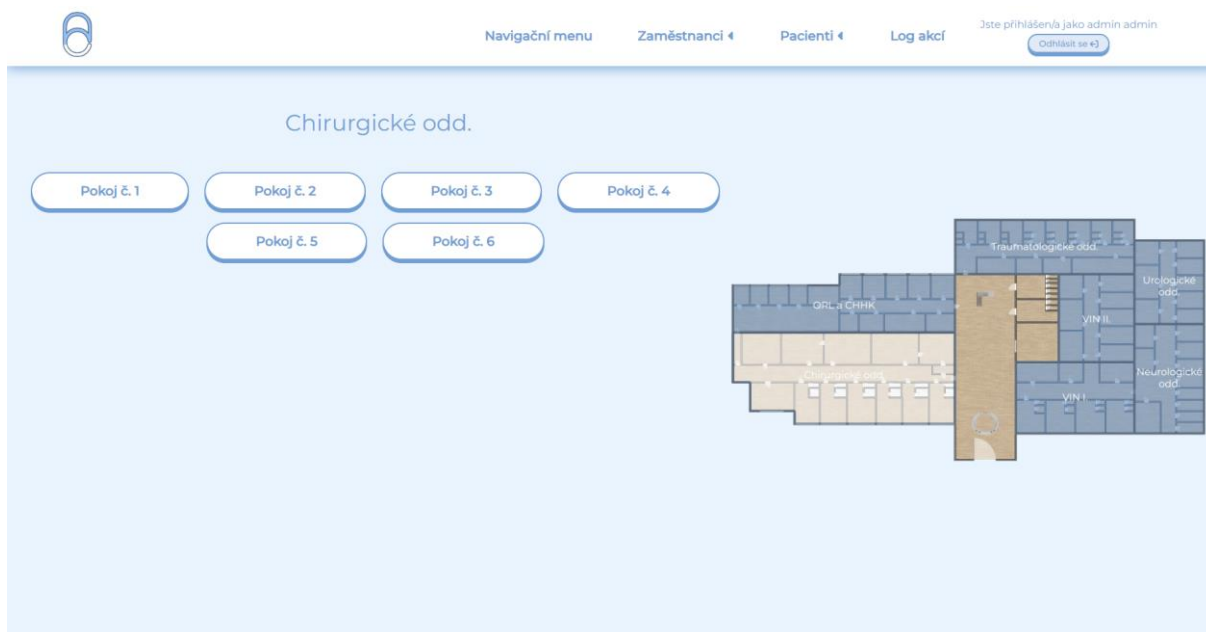 Navigační menu
Zaměstnanci
Pacienti
Log akcí
Jste přihlášen/a jako admin admin
Odhlásit se
Chirurgické odd.
Pokoj č. 1
Pokoj č. 2
Pokoj č. 3
Pokoj č. 4
Pokoj č. 5
Pokoj č. 6
Traumatologické odd.
Urologické
odd.
ORL a CHHK
VIN II.
Chirurgické odd.
Neurologické
odd.
VIN I.